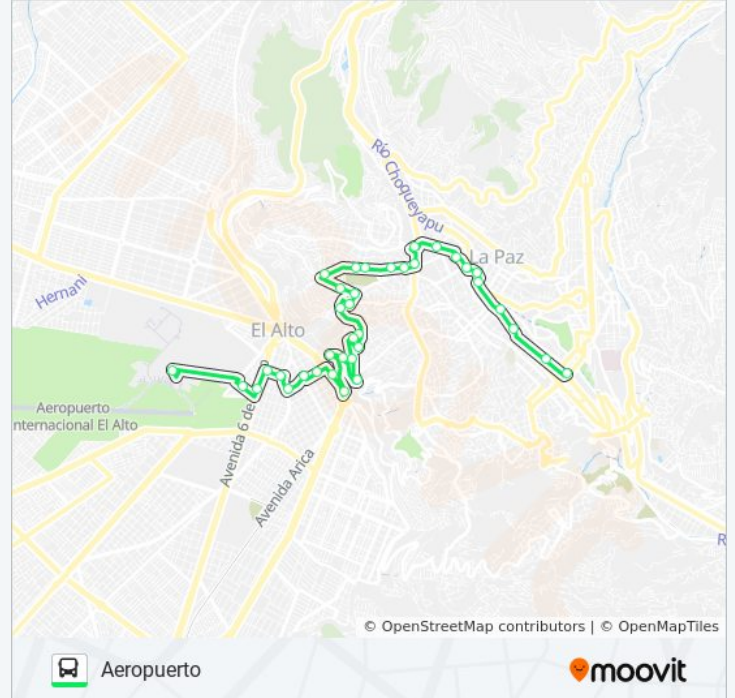 Río Choqueyapu
La Paz
Hernani
El Alto
Aeropuerto
nternacional El Alto
Avenida 6 de
Avenida Arica
R
© OpenStreetMap contributors | © OpenMapTiles
Aeropuerto
moovit